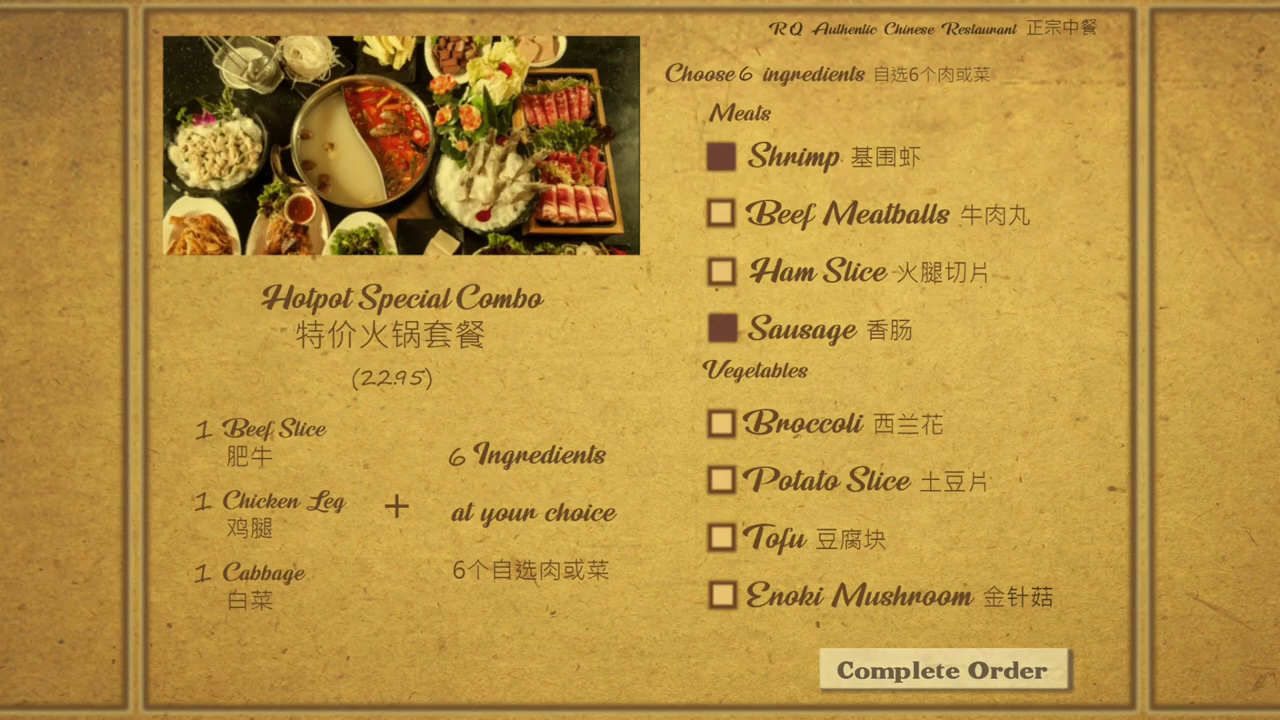 RQ Authentic Chinese Restaurant 正宗中餐
Hotpot Special Combo
特价火锅套餐
(22.95)
1 Beef Slice
肥牛
1 Chicken Leg
鸡腿
1 Cabbage
白菜
+
6 Ingredients
at your choice
6个自选肉或菜
Choose 6 ingredients 自选6个肉或菜
Meats
Shrimp 基围虾
Beef Meatballs 牛肉丸
Ham Slice 火腿切片
Sausage 香肠
Vegetables
Broccoli 西兰花
Potato Slice 土豆片
Tofu 豆腐块
Enoki Mushroom 金针菇
Complete Order